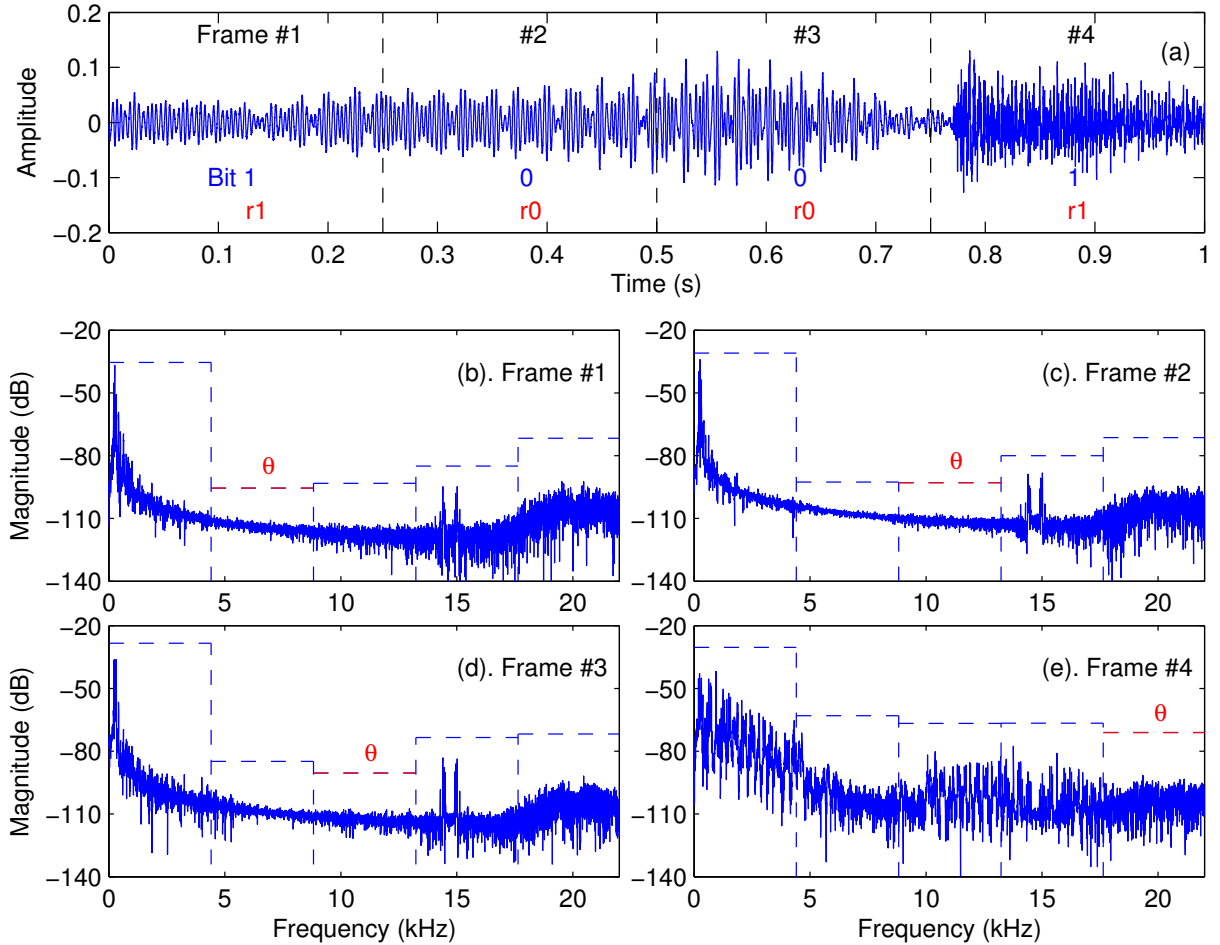 0.2
0.1
0
−0.1
−0.2
Amplitude
Frame #1
#2
#3
#4
(a)
Bit 1
0
0
1
r1
r0
r0
r1
0
0.1
0.2
0.3
0.4
0.5
0.6
0.7
0.8
0.9
1
Time (s)
−20
−50
−80
−110
−140
Magnitude (dB)
(b). Frame #1
θ
0
5
10
15
20
−20
−50
−80
−110
−140
Magnitude (dB)
(c). Frame #2
θ
0
5
10
15
20
−20
−50
−80
−110
−140
Magnitude (dB)
(d). Frame #3
θ
0
5
10
15
20
Frequency (kHz)
−20
−50
−80
−110
−140
Magnitude (dB)
(e). Frame #4
θ
0
5
10
15
20
Frequency (kHz)